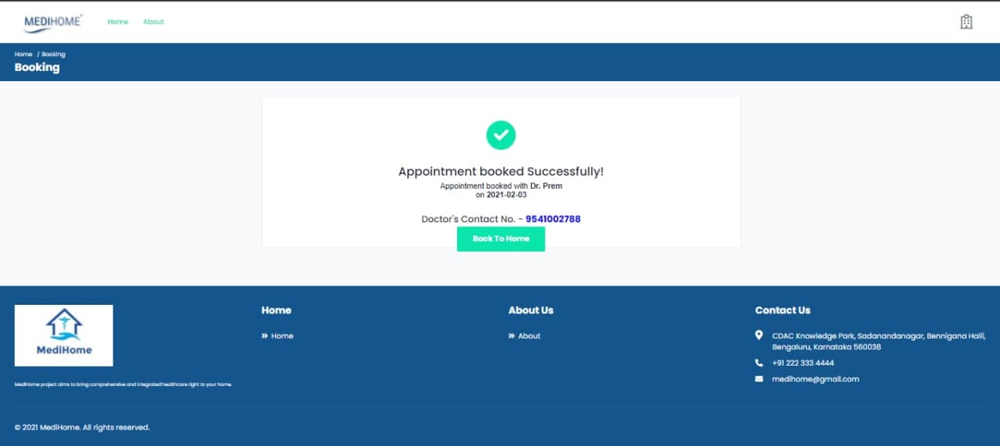 MEDIHOME
Home About
Home / Booking
Booking
Appointment booked Successfully!
Appointment booked with Dr. Prem
on 2021-02-03
Doctor's Contact No. - 9541002788
Back To Home
MediHome
MediHome project aims to bring comprehensive and integrated healthcare right to your home.
Home
Home
About Us
About
Contact Us
CDAC Knowledge Park, Sadanandanagar, Bennigana Halli,
Bengaluru, Karnataka 560038
+91 222 333 4444
medihome@gmail.com
© 2021 MediHome. All rights reserved.